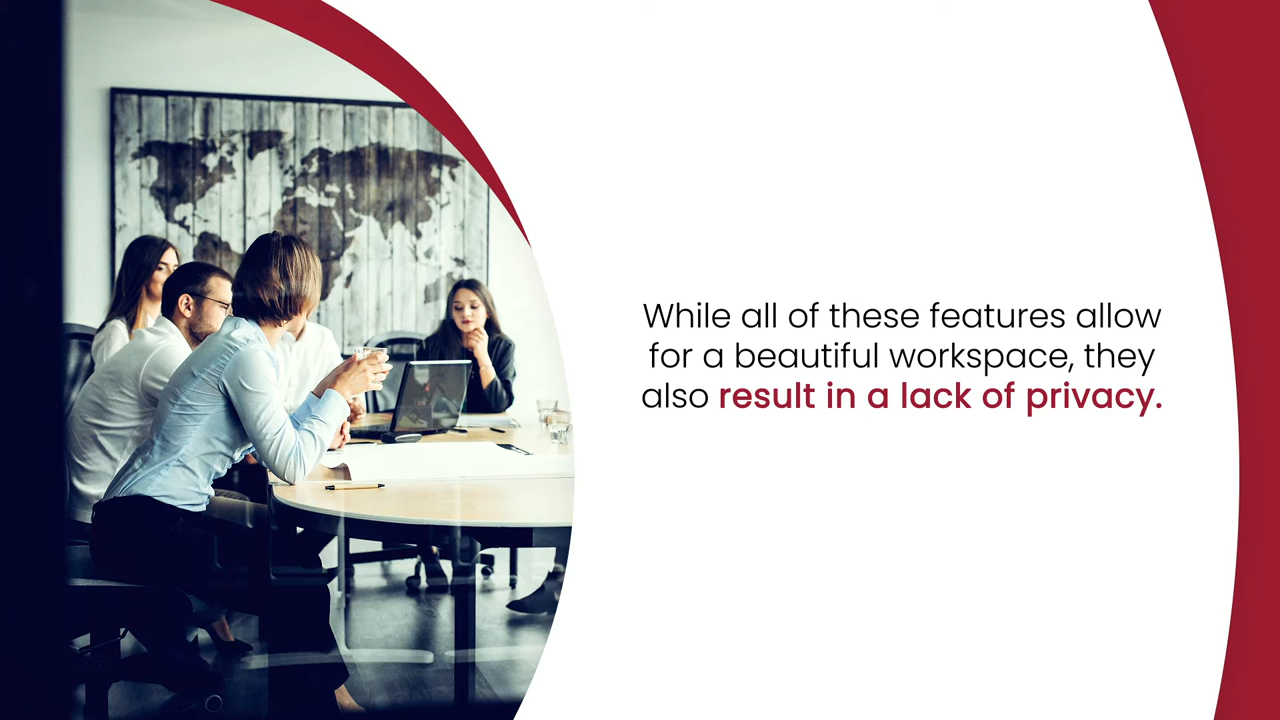 While all of these features allow
for a beautiful workspace, they
also result in a lack of privacy.